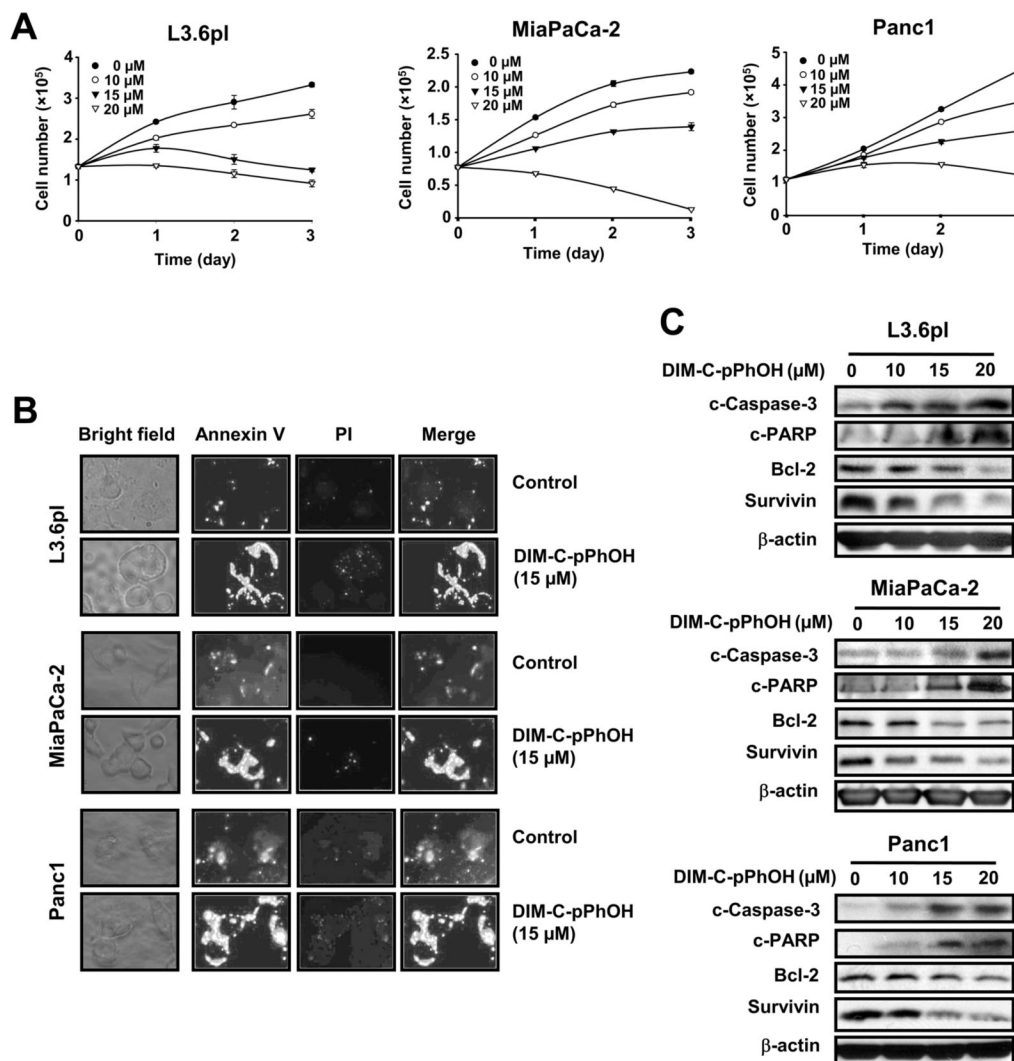 A
L3.6pl
Cell number (×10⁵)
4
3
2
1
0
0 μM
10 μM
15 μM
20 μM
0 1 2 3
Time (day)
MiaPaCa-2
Cell number (×10⁵)
2.5
2.0
1.5
1.0
0.5
0
0 μM
10 μM
15 μM
20 μM
0 1 2 3
Time (day)
Panc1
Cell number (×10⁵)
5
4
3
2
1
0
0 μM
10 μM
15 μM
20 μM
0 1 2
Time (day)
B
Bright field Annexin V PI Merge
L3.6pl
Control
DIM-C-pPhOH
(15 μM)
MiaPaCa-2
Control
DIM-C-pPhOH
(15 μM)
Panc1
Control
DIM-C-pPhOH
(15 μM)
C
L3.6pl
DIM-C-pPhOH (μM) 0 10 15 20
c-Caspase-3
c-PARP
Bcl-2
Survivin
β-actin
MiaPaCa-2
DIM-C-pPhOH (μM) 0 10 15 20
c-Caspase-3
c-PARP
Bcl-2
Survivin
β-actin
Panc1
DIM-C-pPhOH (μM) 0 10 15 20
c-Caspase-3
c-PARP
Bcl-2
Survivin
β-actin